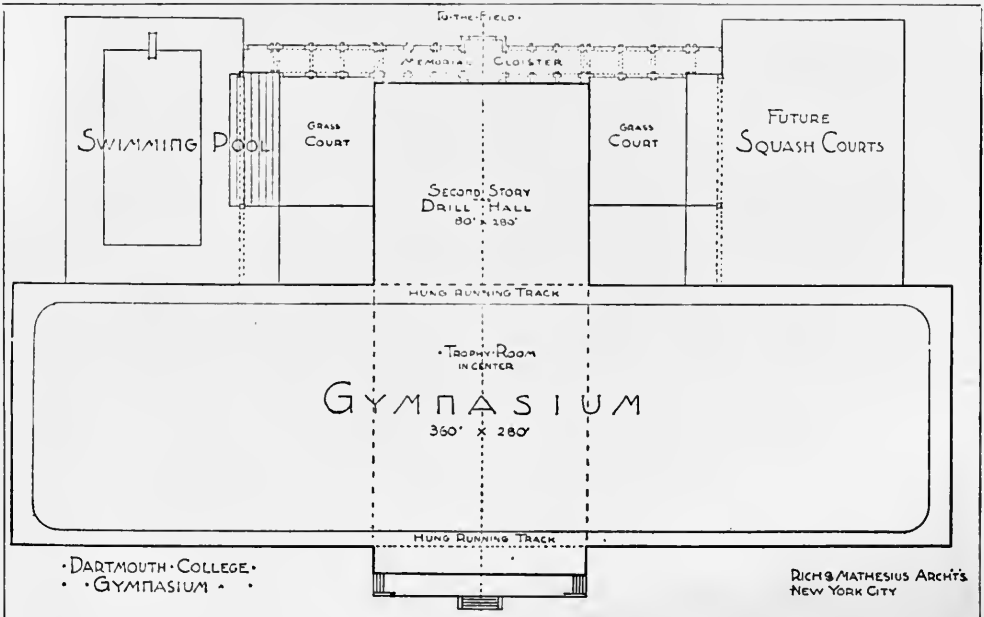 ·TO·THE·FIELD·
MEMORIAL CLOISTER
SWIMMING POOL
GRASS
COURT
GRASS
COURT
FUTURE
SQUASH COURTS
SECOND STORY
DRILL HALL
80' x 280'
HUNG RUNNING TRACK
·TROPHY·ROOM
IN CENTER
GYMNASIUM
360' x 280'
HUNG RUNNING TRACK
·DARTMOUTH·COLLEGE·
·GYMNASIUM·
RICH & MATHESIUS ARCH'T'S
NEW YORK CITY